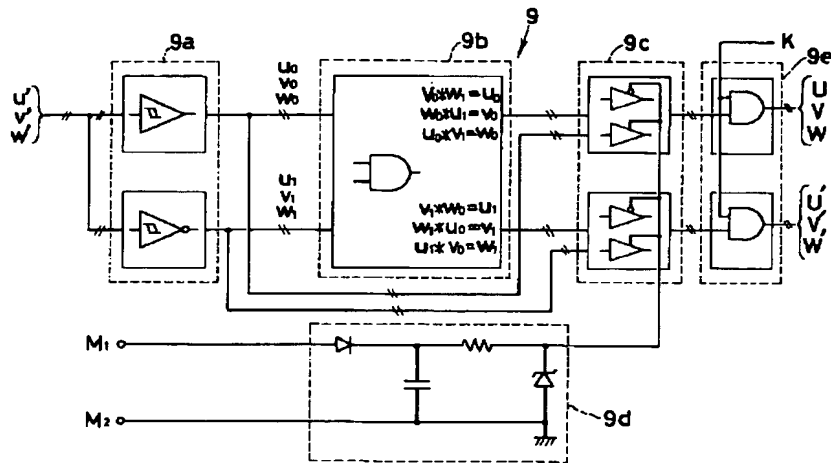 9
9a
9b
9c
9e
K
u'
v'
w'
u₀
v₀
w₀
u₁
v₁
w₁
v₀*w₁=u₀
w₀*u₁=v₀
u₀*v₁=w₀
v₁*w₀=u₁
w₁*u₀=v₁
u₁*v₀=w₁
U
V
W
U'
V'
W'
M₁
M₂
9d